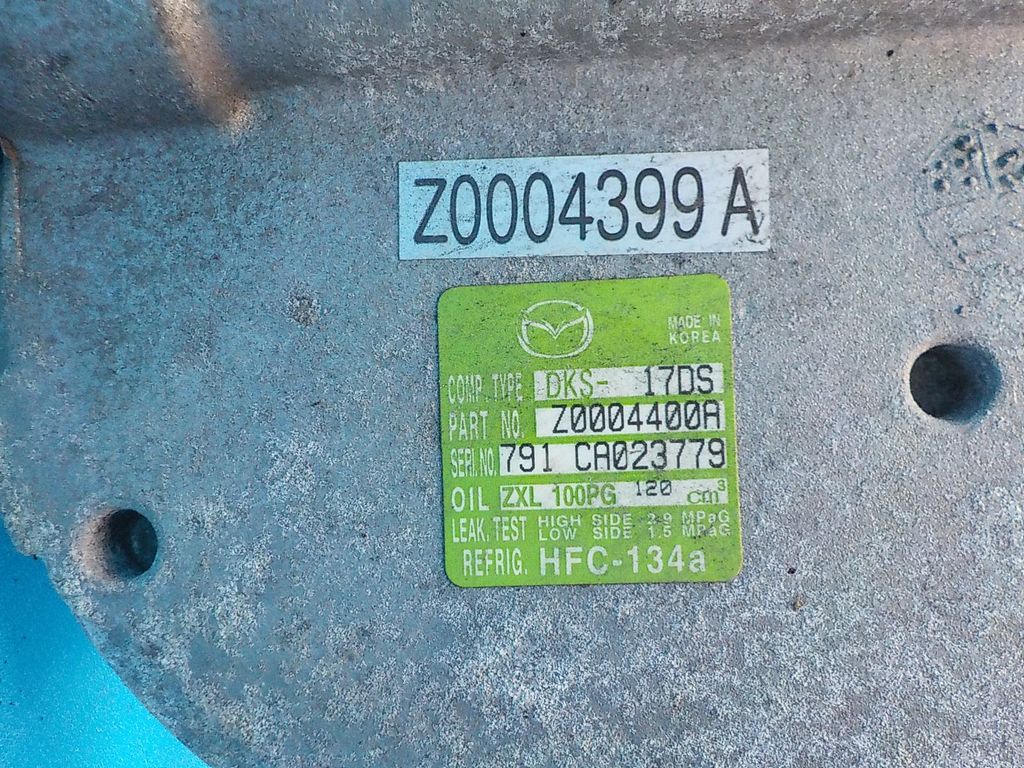 Z0004399 A
MADE IN
KOREA
COMP. TYPE DKS- 17DS
PART NO. Z0004400A
SERI.NO. 791 CA023779
OIL ZXL 100PG 120 cm³
LEAK. TEST HIGH SIDE 2.9 MPaG
LOW SIDE 1.5 MPaG
REFRIG. HFC-134a